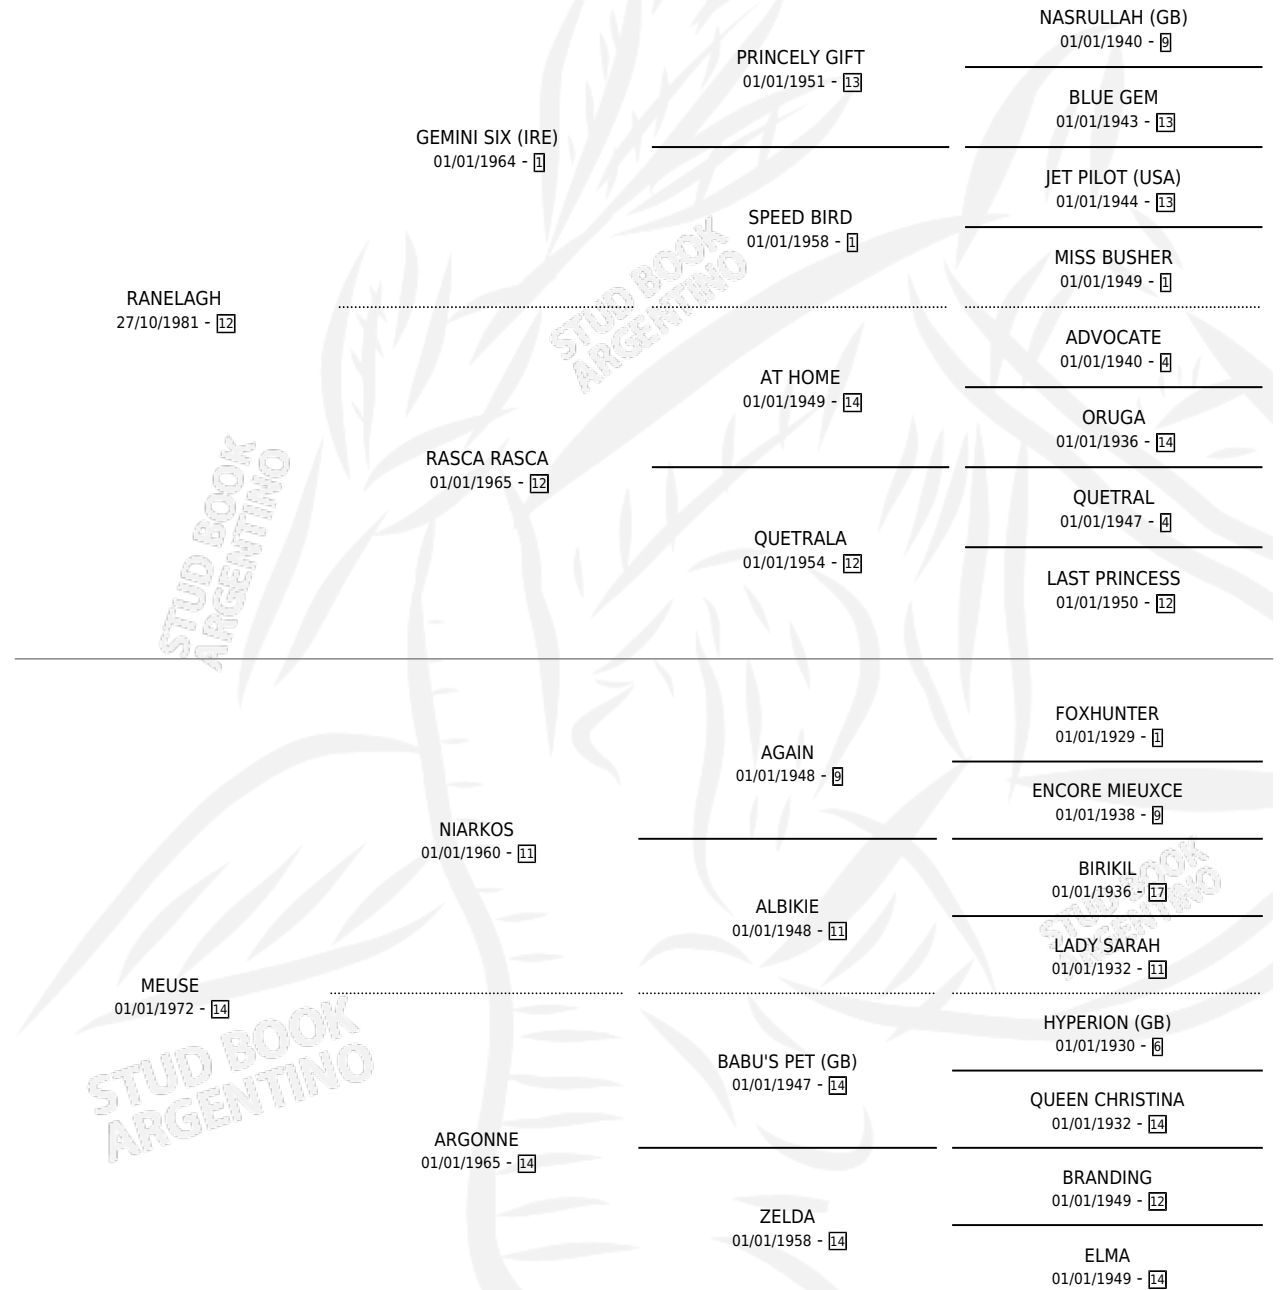 NASRULLAH (GB)
01/01/1940 - 9
PRINCELY GIFT
01/01/1951 - 13
BLUE GEM
01/01/1943 - 13
GEMINI SIX (IRE)
01/01/1964 - 1
JET PILOT (USA)
01/01/1944 - 13
SPEED BIRD
01/01/1958 - 1
MISS BUSHER
01/01/1949 - 1
RANELAGH
27/10/1981 - 12
STUD BOOK
ARGENTINO
ADVOCATE
01/01/1940 - 4
AT HOME
01/01/1949 - 14
ORUGA
01/01/1936 - 14
RASCA RASCA
01/01/1965 - 12
QUETRAL
01/01/1947 - 4
QUETRALA
01/01/1954 - 12
LAST PRINCESS
01/01/1950 - 12
STUD BOOK
ARGENTINO
FOXHUNTER
01/01/1929 - 1
AGAIN
01/01/1948 - 9
ENCORE MIEUXCE
01/01/1938 - 9
NIARKOS
01/01/1960 - 11
BIRIKIL
01/01/1936 - 17
ALBIKIE
01/01/1948 - 11
LADY SARAH
01/01/1932 - 11
STUD BOOK
ARGENTINO
MEUSE
01/01/1972 - 14
HYPERION (GB)
01/01/1930 - 6
BABU'S PET (GB)
01/01/1947 - 14
QUEEN CHRISTINA
01/01/1932 - 14
STUD BOOK
ARGENTINO
ARGONNE
01/01/1965 - 14
BRANDING
01/01/1949 - 12
ZELDA
01/01/1958 - 14
ELMA
01/01/1949 - 14